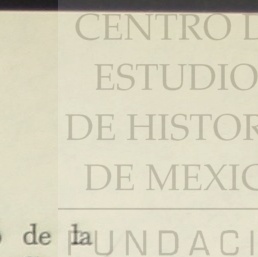 CENTRO D
ESTUDIO
DE HISTOR
DE MEXIC
de la
FUNDACI